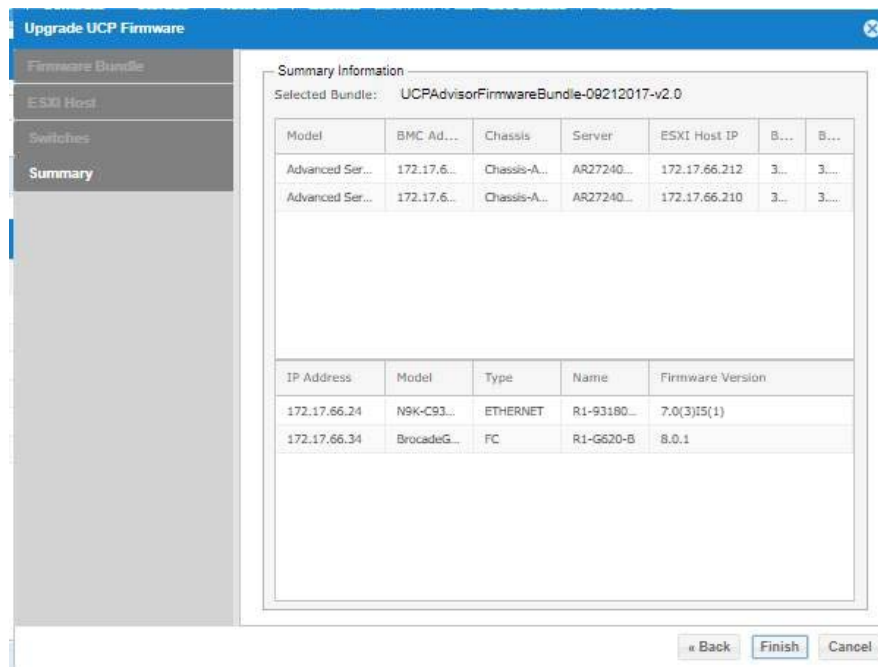 Upgrade UCP Firmware
Firmware Bundle
ESXI Host
Switches
Summary
Summary Information
Selected Bundle: UCPAdvisorFirmwareBundle-09212017-v2.0
Model BMC Ad... Chassis Server ESXI Host IP B... B...
Advanced Ser... 172.17.6... Chassis-A... AR27240... 172.17.66.212 3... 3....
Advanced Ser... 172.17.6... Chassis-A... AR27240... 172.17.66.210 3... 3....
IP Address Model Type Name Firmware Version
172.17.66.24 N9K-C93... ETHERNET R1-93180... 7.0(3)I5(1)
172.17.66.34 BrocadeG... FC R1-G620-B 8.0.1
« Back Finish Cancel